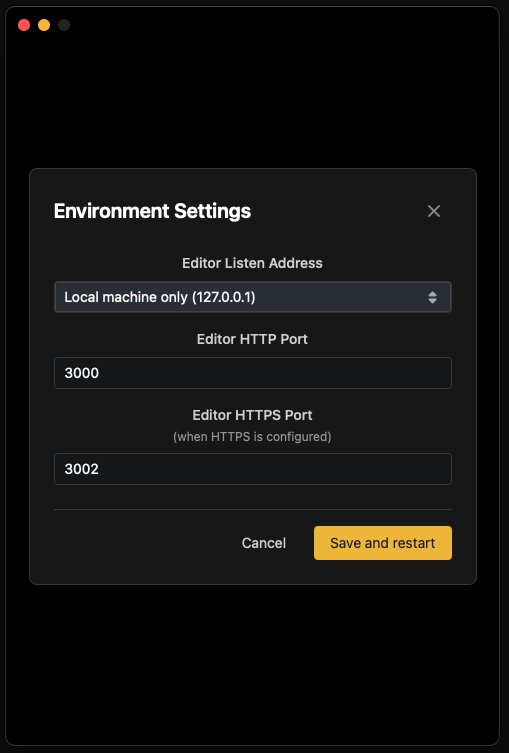 Environment Settings
Editor Listen Address
Local machine only (127.0.0.1)
Editor HTTP Port
3000
Editor HTTPS Port
(when HTTPS is configured)
3002
Cancel
Save and restart